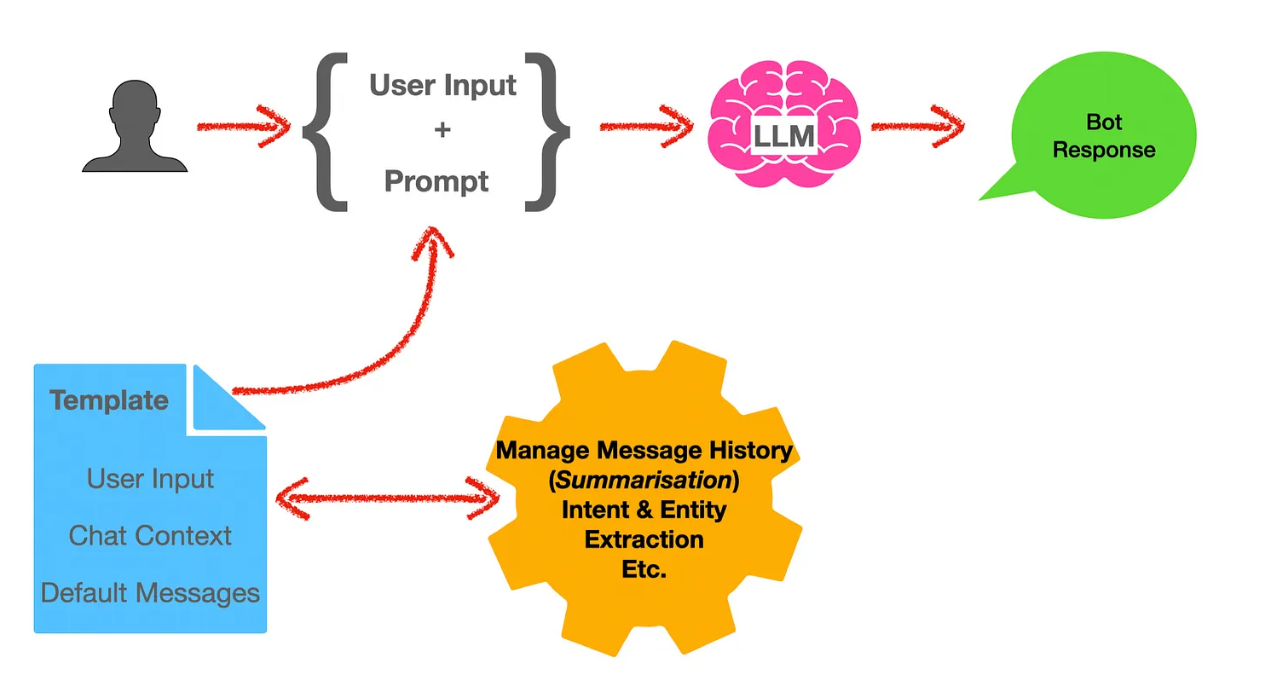 User Input
+
Prompt
LLM
Bot
Response
Template
User Input
Chat Context
Default Messages
Manage Message History
(Summarisation)
Intent & Entity
Extraction
Etc.